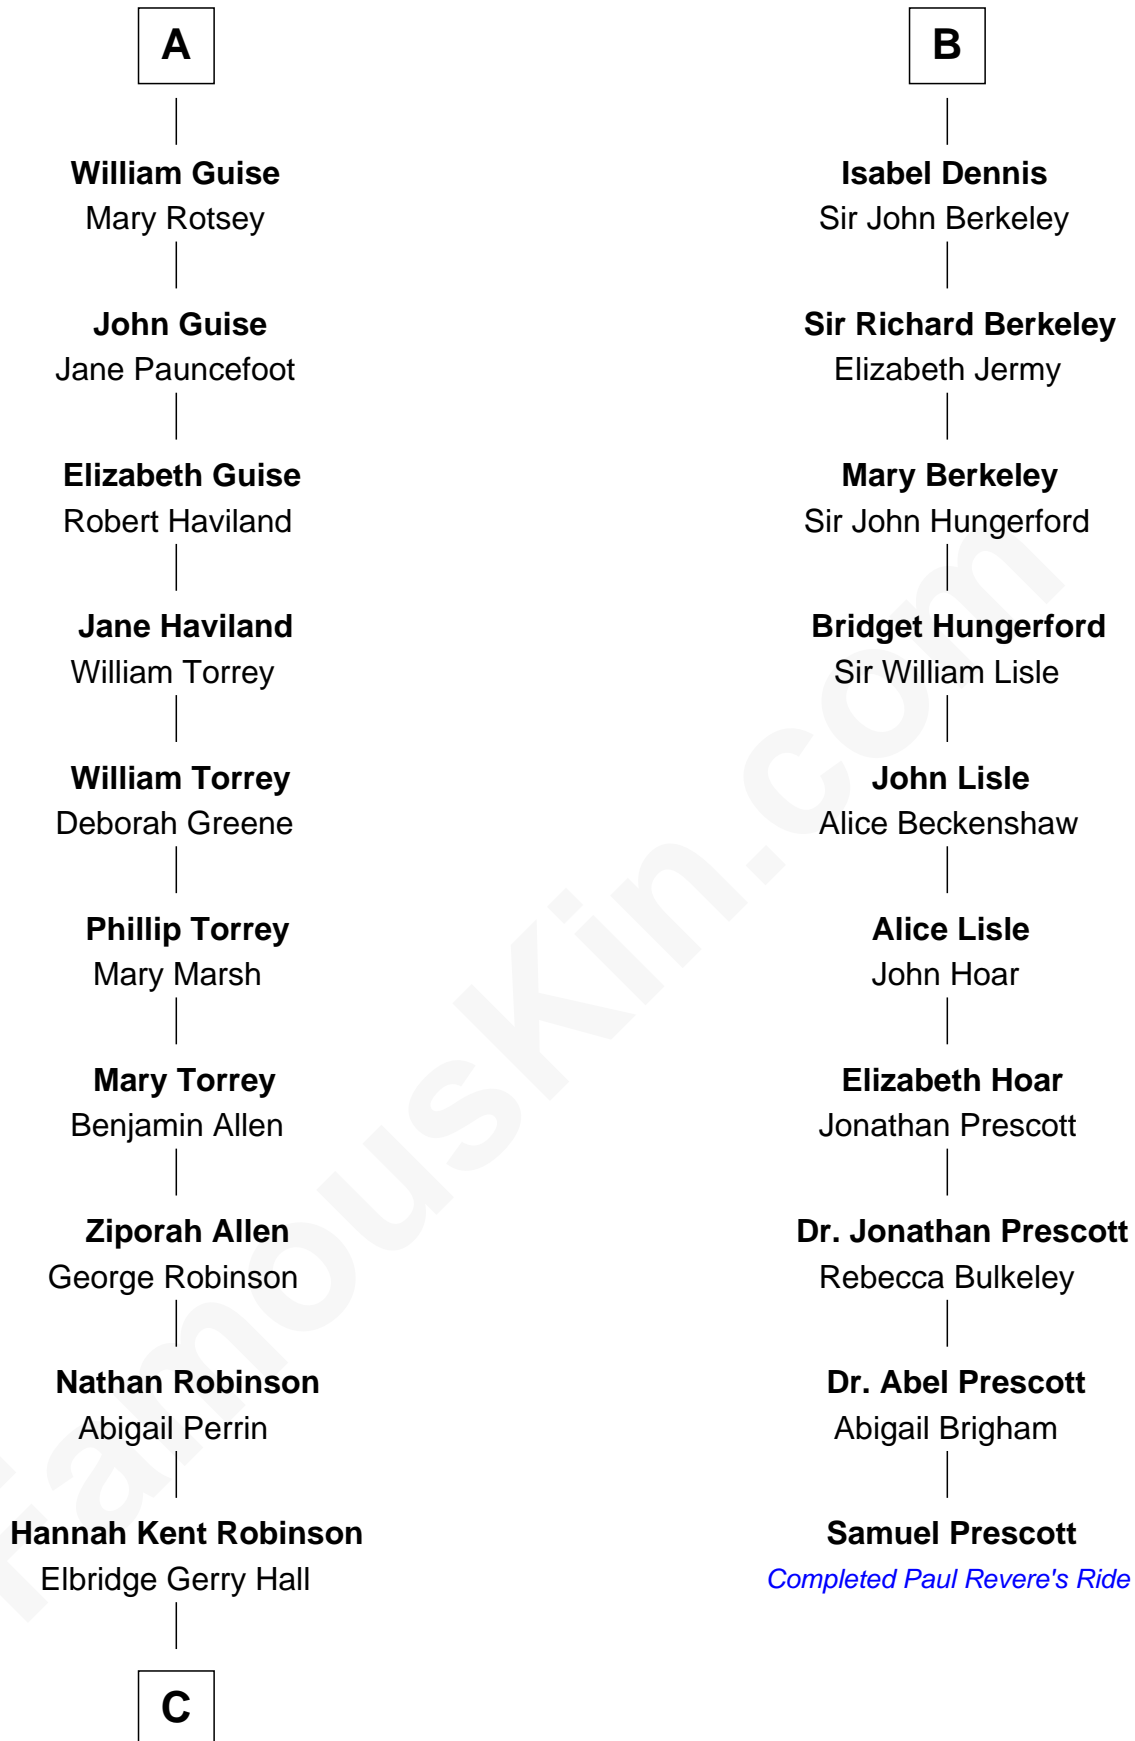 A
William Guise
Mary Rotsey
John Guise
Jane Pauncefoot
Elizabeth Guise
Robert Haviland
Jane Haviland
William Torrey
William Torrey
Deborah Greene
Phillip Torrey
Mary Marsh
Mary Torrey
Benjamin Allen
Ziporah Allen
George Robinson
Nathan Robinson
Abigail Perrin
Hannah Kent Robinson
Elbridge Gerry Hall
C
B
Isabel Dennis
Sir John Berkeley
Sir Richard Berkeley
Elizabeth Jermy
Mary Berkeley
Sir John Hungerford
Bridget Hungerford
Sir William Lisle
John Lisle
Alice Beckenshaw
Alice Lisle
John Hoar
Elizabeth Hoar
Jonathan Prescott
Dr. Jonathan Prescott
Rebecca Bulkeley
Dr. Abel Prescott
Abigail Brigham
Samuel Prescott
Completed Paul Revere's Ride
FamousKin.com